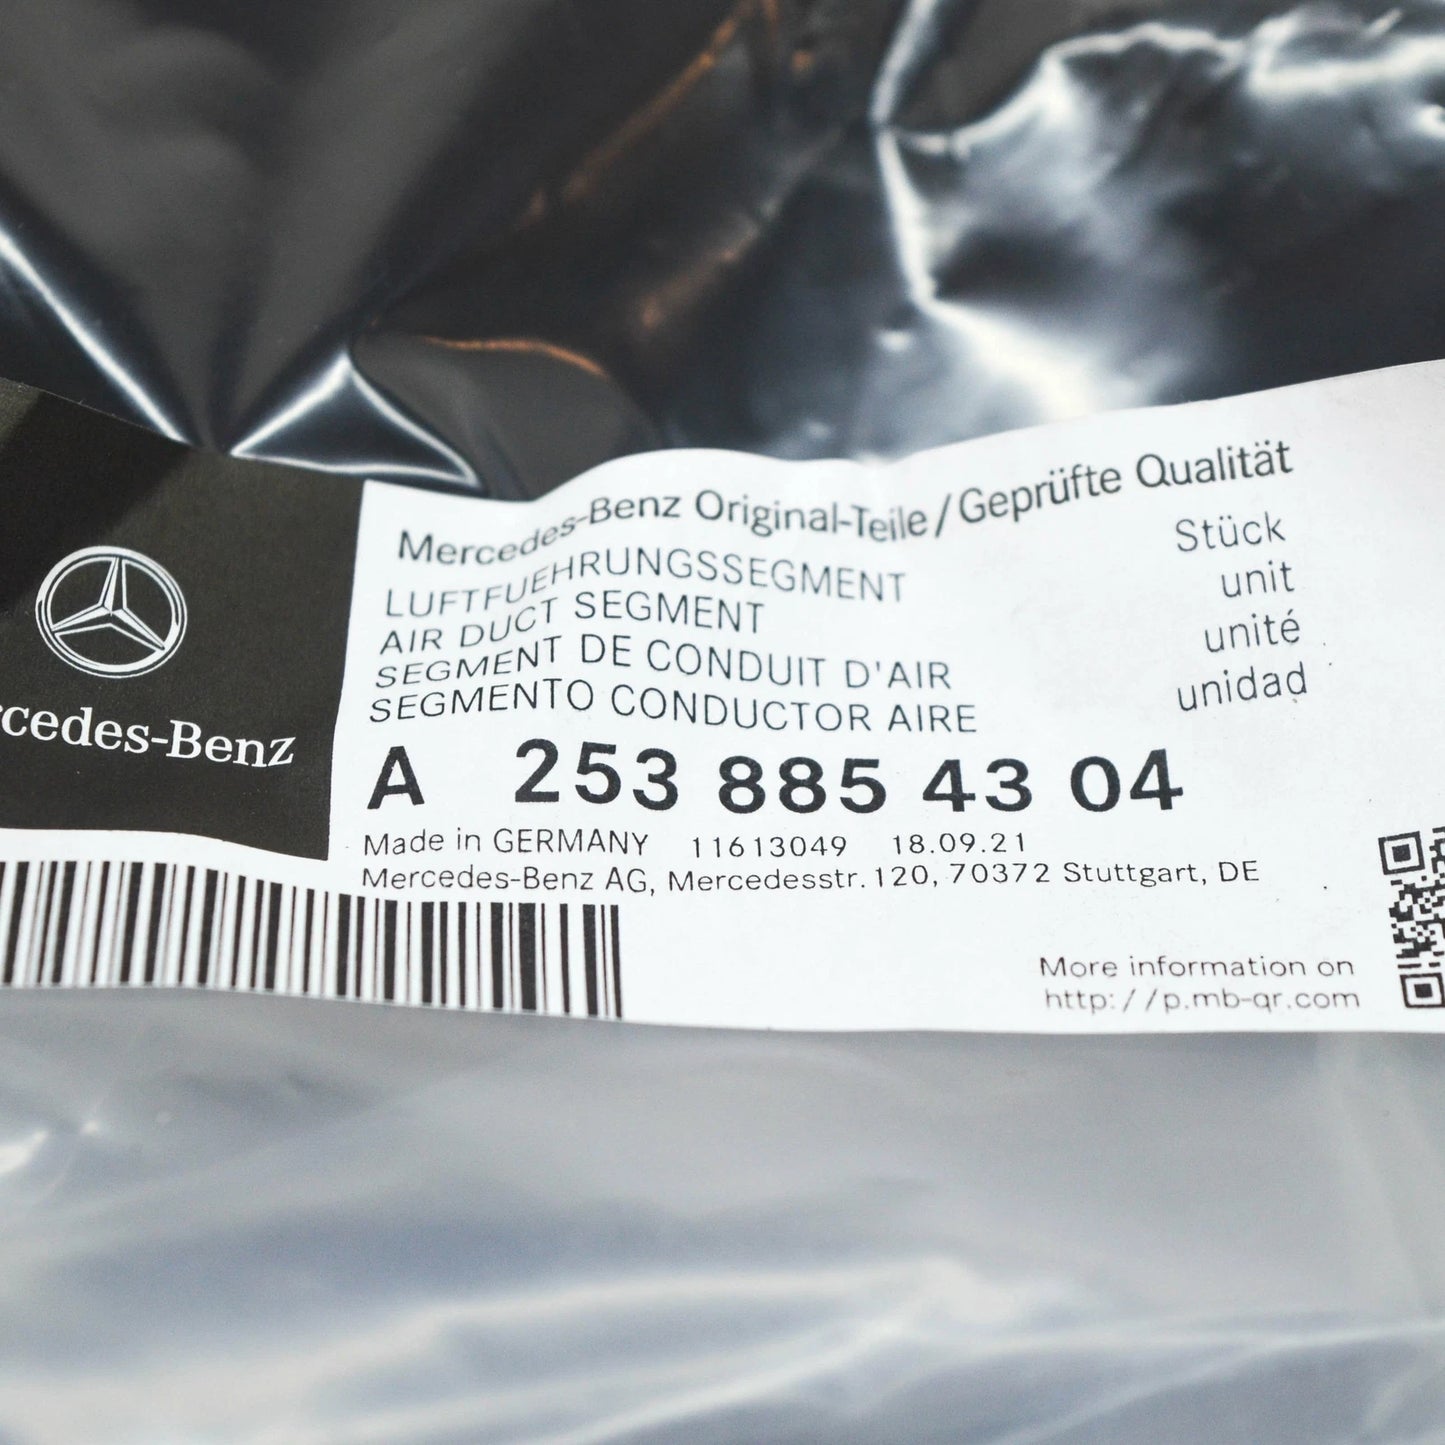 Mercedes-Benz Original-Teile/Geprüfte Qualität
LUFTFUEHRUNGSSEGMENT
AIR DUCT SEGMENT
SEGMENT DE CONDUIT D'AIR
SEGMENTO CONDUCTOR AIRE
Stück
unit
unité
unidad
rcedes-Benz
A 253 885 43 04
Made in GERMANY 11613049 18.09.21
Mercedes-Benz AG, Mercedesstr. 120, 70372 Stuttgart, DE
More information on
http://p.mb-qr.com